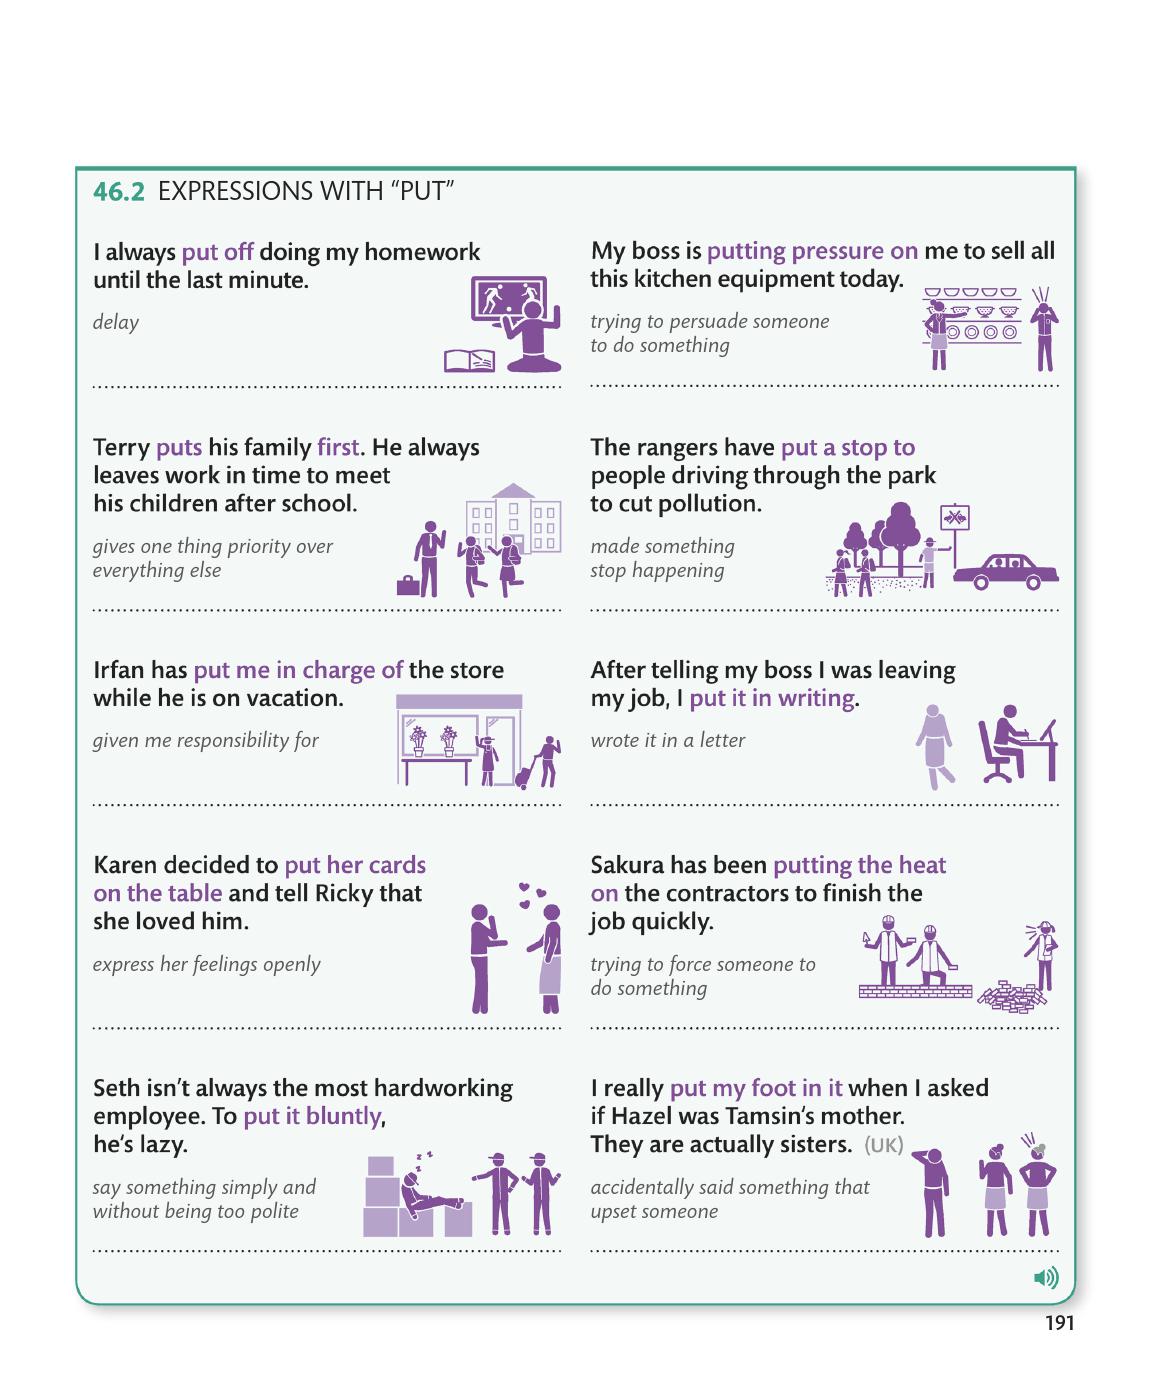 46.2 EXPRESSIONS WITH “PUT”
I always put off doing my homework
until the last minute.
delay
My boss is putting pressure on me to sell all
this kitchen equipment today.
trying to persuade someone
to do something
Terry puts his family first. He always
leaves work in time to meet
his children after school.
gives one thing priority over
everything else
The rangers have put a stop to
people driving through the park
to cut pollution.
made something
stop happening
Irfan has put me in charge of the store
while he is on vacation.
given me responsibility for
After telling my boss I was leaving
my job, I put it in writing.
wrote it in a letter
Karen decided to put her cards
on the table and tell Ricky that
she loved him.
express her feelings openly
Sakura has been putting the heat
on the contractors to finish the
job quickly.
trying to force someone to
do something
Seth isn’t always the most hardworking
employee. To put it bluntly,
he’s lazy.
say something simply and
without being too polite
z z
z z
I really put my foot in it when I asked
if Hazel was Tamsin’s mother.
They are actually sisters. (UK)
accidentally said something that
upset someone
191